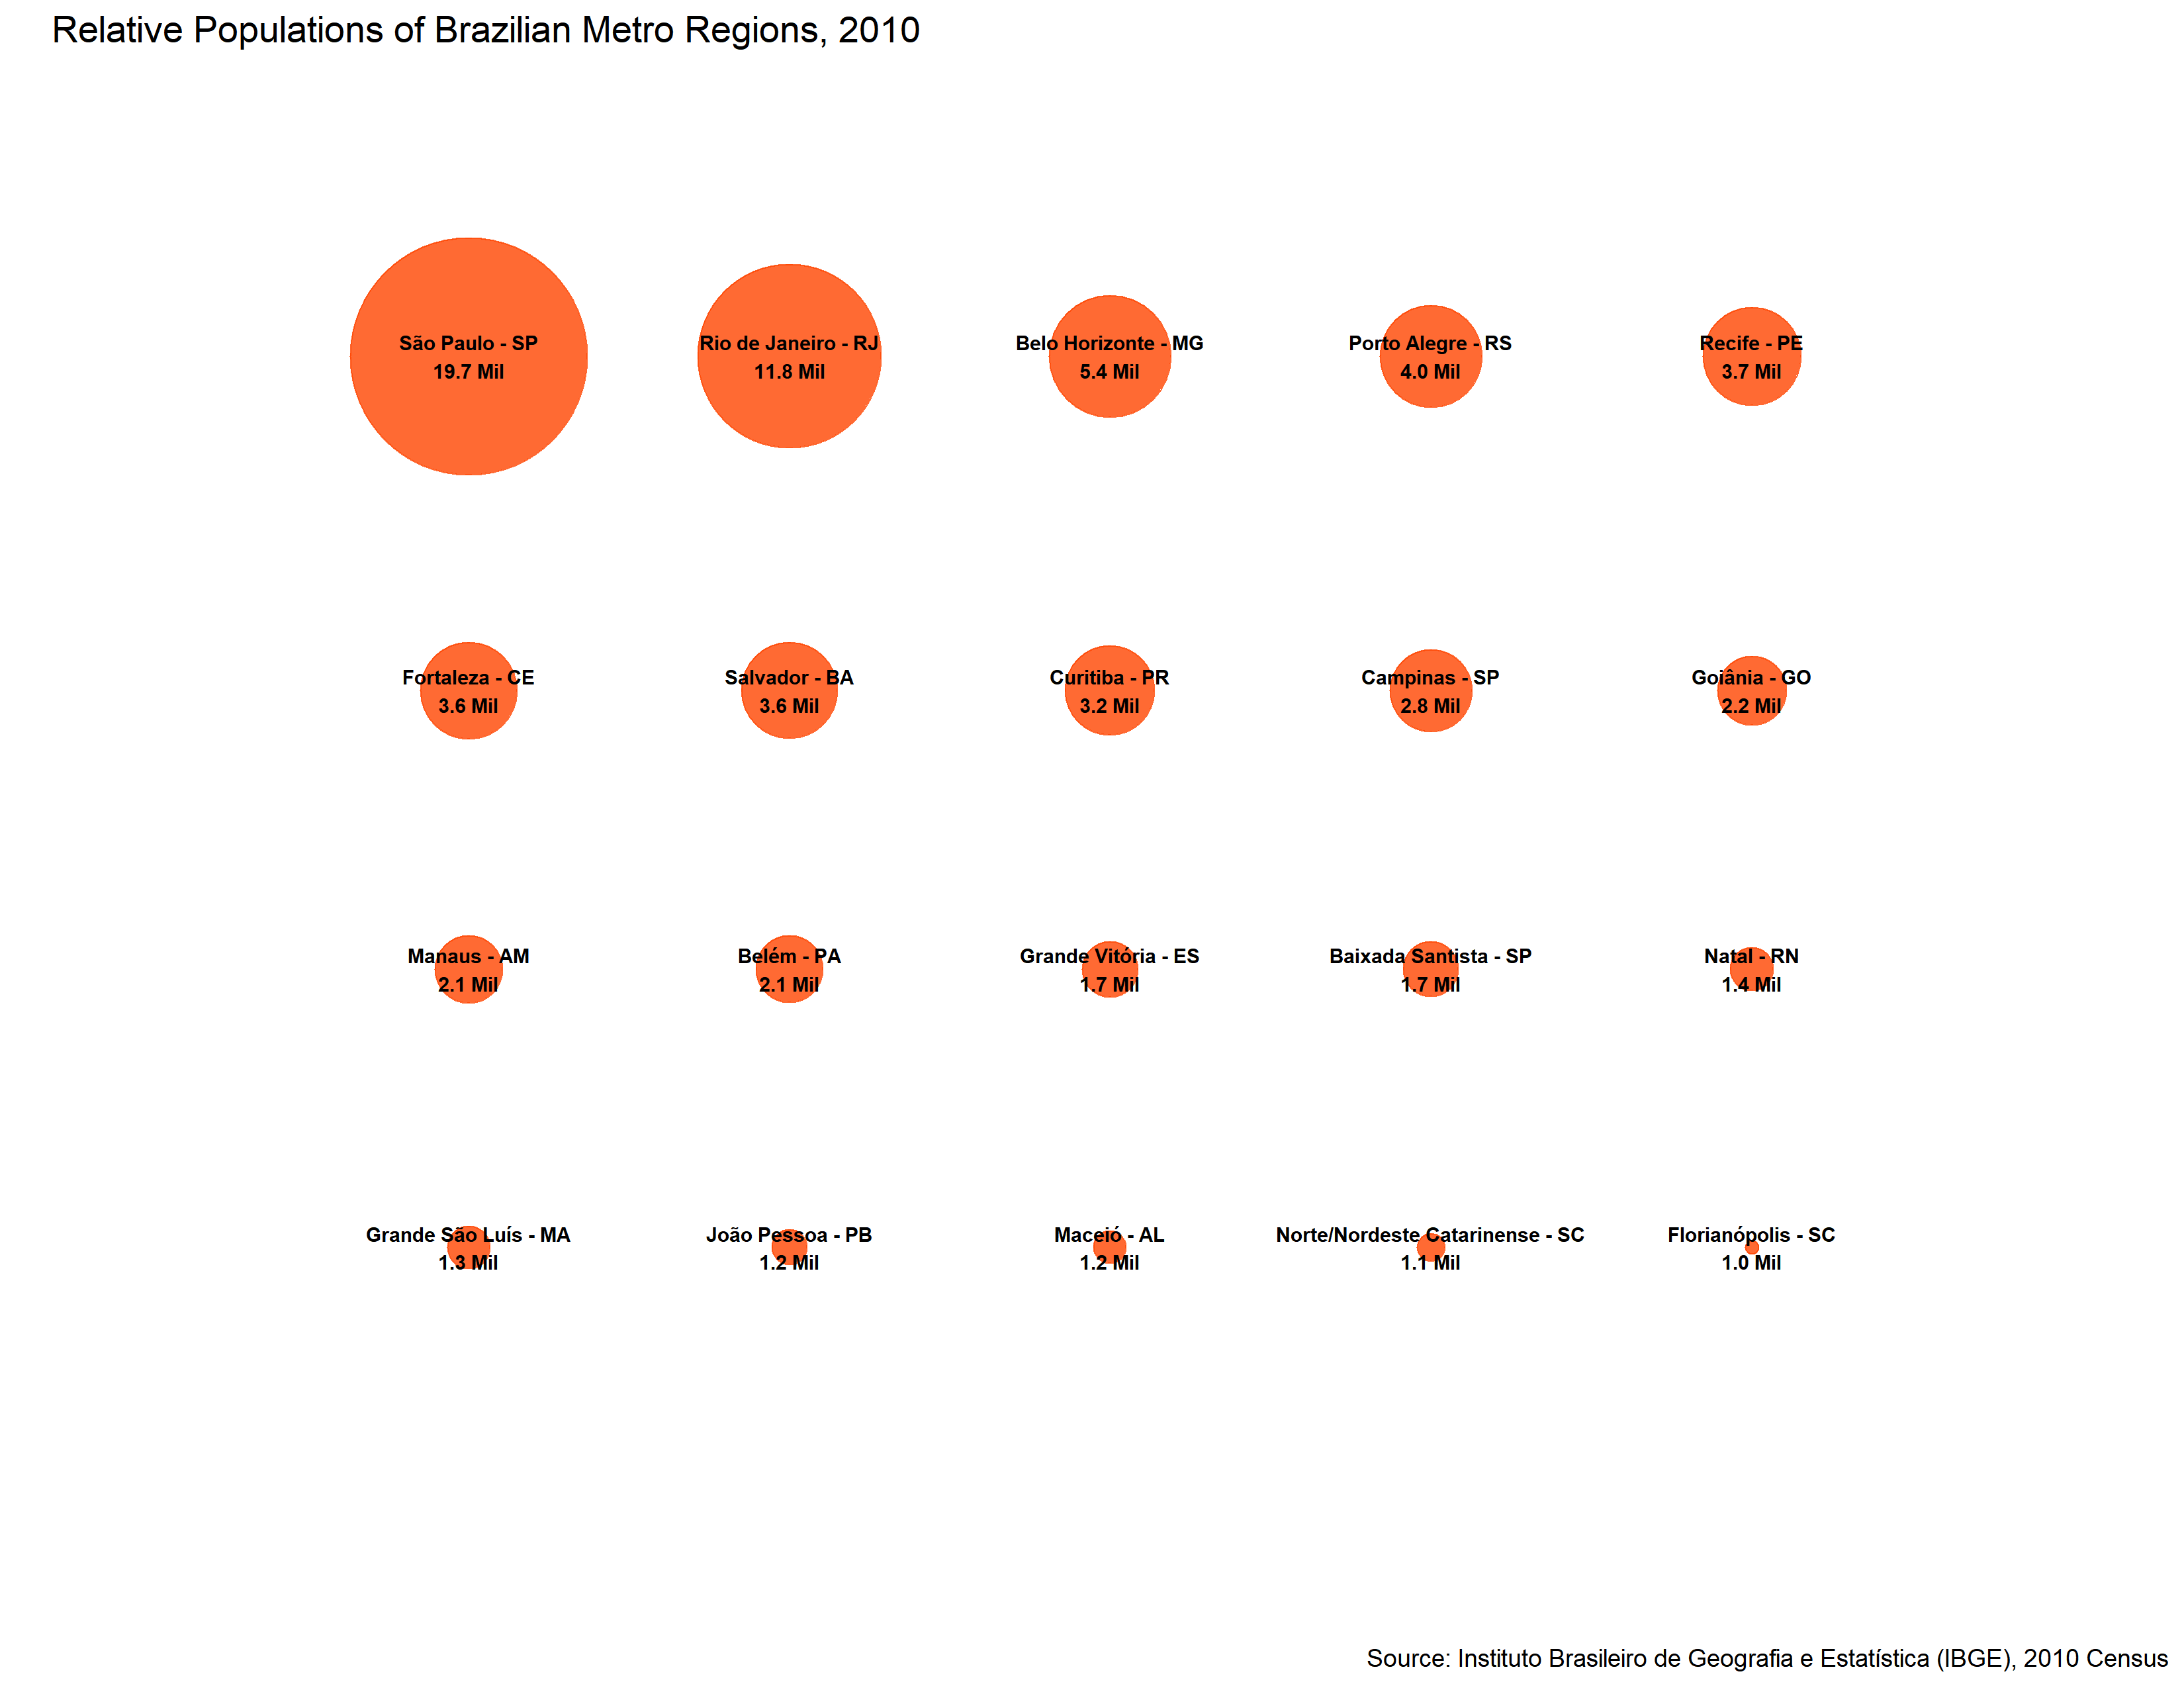 Relative Populations of Brazilian Metro Regions, 2010
São Paulo - SP
19.7 Mil
Rio de Janeiro - RJ
11.8 Mil
Belo Horizonte - MG
5.4 Mil
Porto Alegre - RS
4.0 Mil
Recife - PE
3.7 Mil
Fortaleza - CE
3.6 Mil
Salvador - BA
3.6 Mil
Curitiba - PR
3.2 Mil
Campinas - SP
2.8 Mil
Goiânia - GO
2.2 Mil
Manaus - AM
2.1 Mil
Belém - PA
2.1 Mil
Grande Vitória - ES
1.7 Mil
Baixada Santista - SP
1.7 Mil
Natal - RN
1.4 Mil
Grande São Luís - MA
1.3 Mil
João Pessoa - PB
1.2 Mil
Maceió - AL
1.2 Mil
Norte/Nordeste Catarinense - SC
1.1 Mil
Florianópolis - SC
1.0 Mil
Source: Instituto Brasileiro de Geografia e Estatística (IBGE), 2010 Census